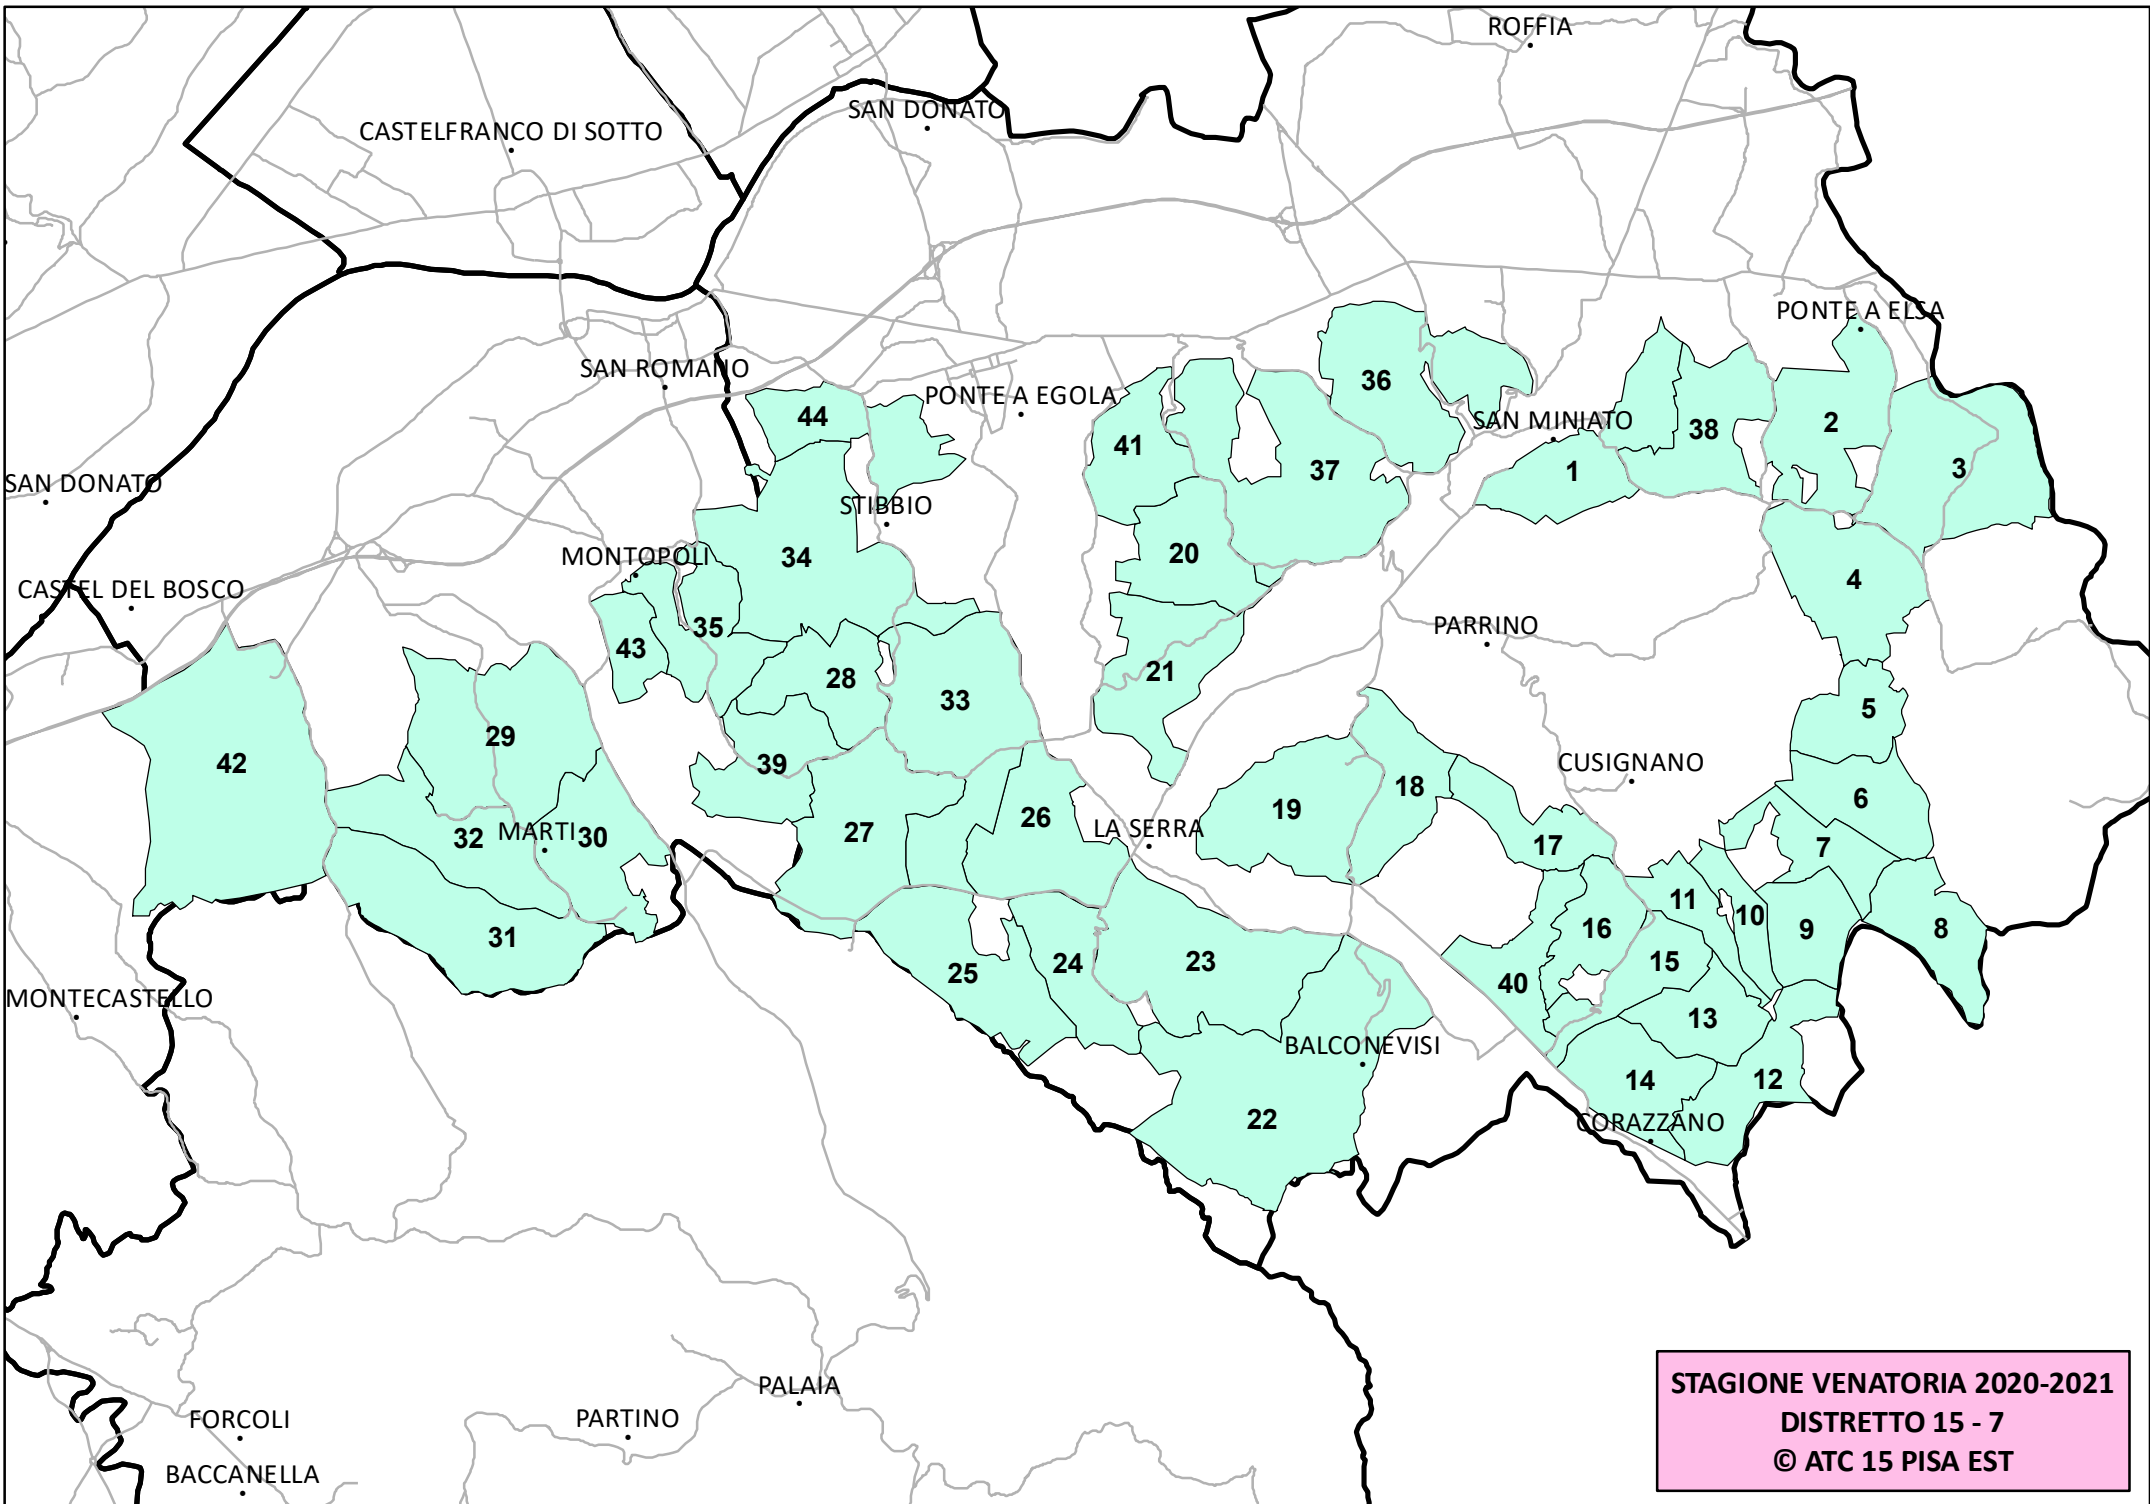 ROFFIA
SAN DONATO
CASTELFRANCO DI SOTTO
PONTE A ELSA
SAN ROMANO
36
PONTE A EGOLA
44
SAN MINIATO
38
2
41
37
1
3
SAN DONATO
STIBBIO
20
MONTOPOLI
34
4
CASTEL DEL BOSCO
35
PARRINO
43
21
28
33
5
29
42
39
CUSIGNANO
18
6
19
26
LA SERRA
27
32
MARTI
30
17
7
11
10
16
9
8
31
15
23
24
25
40
MONTECASTELLO
13
BALCONEVISI
14
12
22
CORAZZANO
PALAIA
FORCOLI
PARTINO
BACCANELLA
STAGIONE VENATORIA 2020-2021
DISTRETTO 15 - 7
© ATC 15 PISA EST